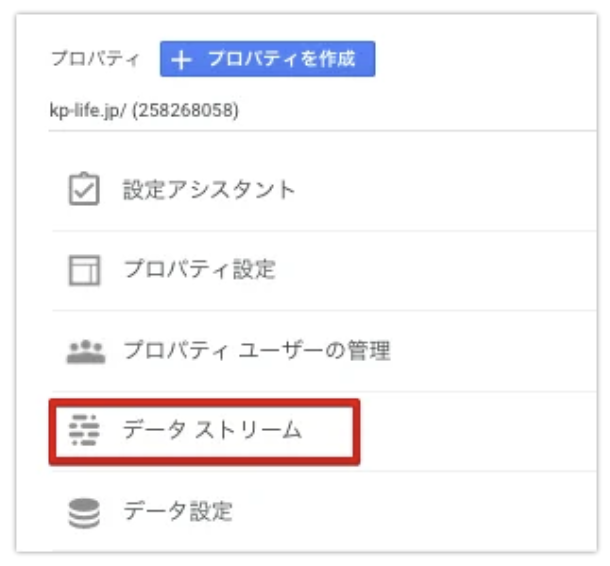 プロパティ + プロパティを作成
kp-life.jp/ (258268058)
設定アシスタント
プロパティ設定
プロパティ ユーザーの管理
データ ストリーム
データ設定